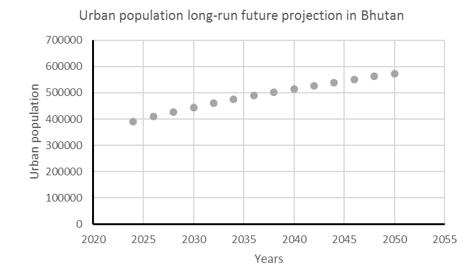 Urban population long-run future projection in Bhutan
700000
600000
500000
400000
300000
200000
100000
0
Urban population
2020 2025 2030 2035 2040 2045 2050 2055
Years